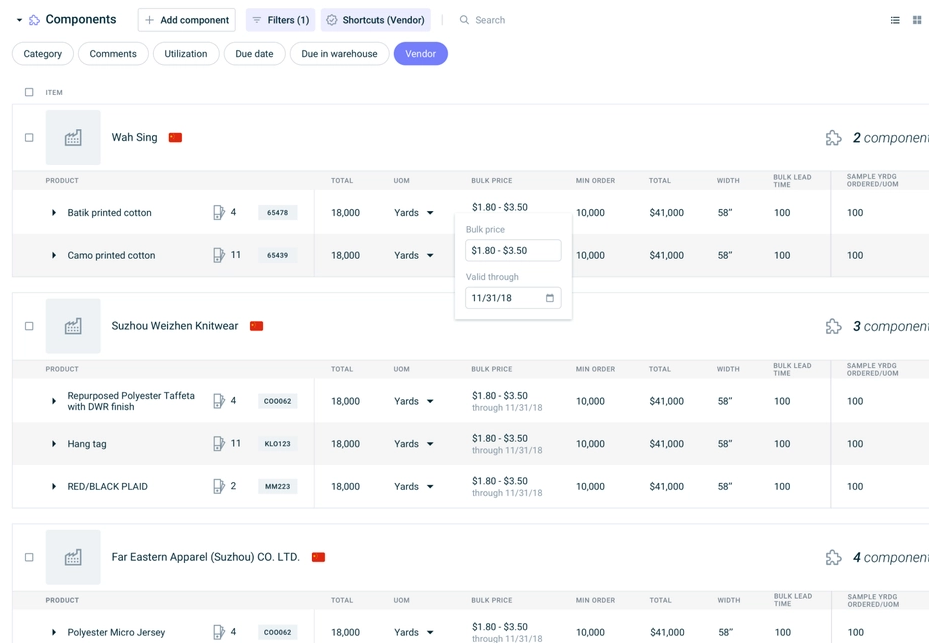 Components
Add component
Filters (1)
Shortcuts (Vendor)
Search
Category
Comments
Utilization
Due date
Due in warehouse
Vendor
ITEM
Wah Sing
2 component
PRODUCT TOTAL UOM BULK PRICE MIN ORDER TOTAL WIDTH BULK LEAD TIME SAMPLE YRDG ORDERED/UOM
Batik printed cotton 4 65478 18,000 Yards $1.80 - $3.50 10,000 $41,000 58” 100 100
Bulk price
$1.80 - $3.50
Valid through
11/31/18
Camo printed cotton 11 65439 18,000 Yards 10,000 $41,000 58” 100 100
Suzhou Weizhen Knitwear
3 component
PRODUCT TOTAL UOM BULK PRICE MIN ORDER TOTAL WIDTH BULK LEAD TIME SAMPLE YRDG ORDERED/UOM
Repurposed Polyester Taffeta
with DWR finish
4 COO062 18,000 Yards $1.80 - $3.50 10,000 $41,000 58” 100 100
through 11/31/18
Hang tag 11 KLO123 18,000 Yards $1.80 - $3.50 10,000 $41,000 58” 100 100
through 11/31/18
RED/BLACK PLAID 2 MM223 18,000 Yards $1.80 - $3.50 10,000 $41,000 58” 100 100
through 11/31/18
Far Eastern Apparel (Suzhou) CO. LTD.
4 component
PRODUCT TOTAL UOM BULK PRICE MIN ORDER TOTAL WIDTH BULK LEAD TIME SAMPLE YRDG ORDERED/UOM
Polyester Micro Jersey 4 COO062 18,000 Yards $1.80 - $3.50 10,000 $41,000 58” 100 100
through 11/31/18